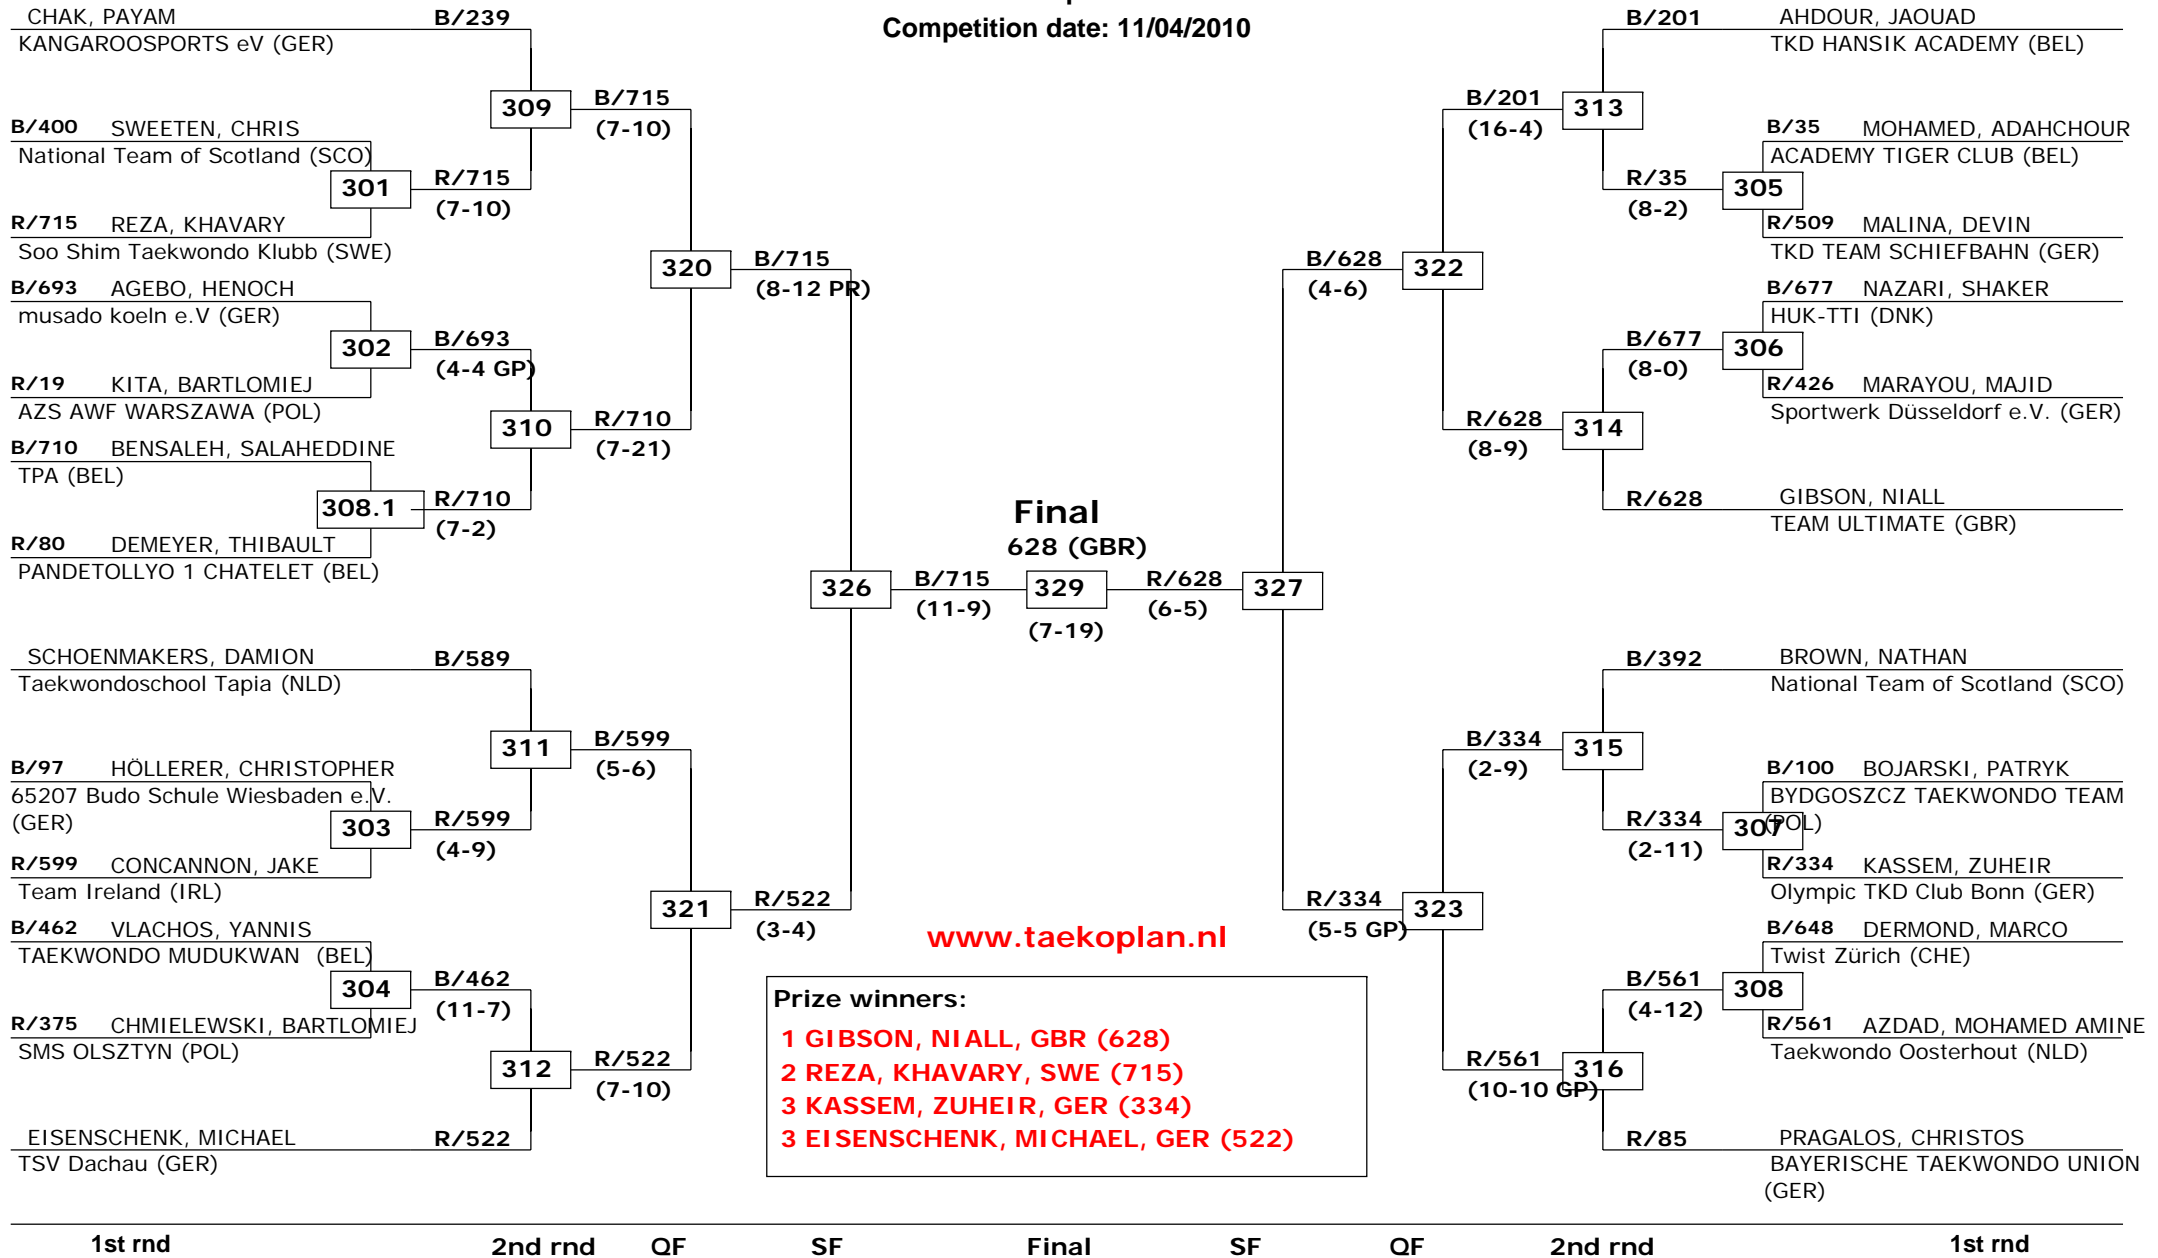 Competition date: 11/04/2010
CHAK, PAYAM
B/239
KANGAROOSPORTS eV (GER)
B/400 SWEETEN, CHRIS
National Team of Scotland (SCO)
301
R/715
(7-10)
R/715 REZA, KHAVARY
Soo Shim Taekwondo Klubb (SWE)
309
B/715
(7-10)
B/693 AGEBO, HENOCH
musado koeln e.V (GER)
302
B/693
(4-4 GP)
R/19 KITA, BARTLOMIEJ
AZS AWF WARSZAWA (POL)
310
R/710
(7-21)
B/710 BENSALEH, SALAHEDDINE
TPA (BEL)
308.1
R/710
(7-2)
R/80 DEMEYER, THIBAULT
PANDETOLLYO 1 CHATELET (BEL)
320
B/715
(8-12 PR)
SCHOENMAKERS, DAMION
B/589
Taekwondoschool Tapia (NLD)
311
B/599
(5-6)
B/97 HÖLLERER, CHRISTOPHER
65207 Budo Schule Wiesbaden e.V.
(GER)
303
R/599
(4-9)
R/599 CONCANNON, JAKE
Team Ireland (IRL)
321
R/522
(3-4)
B/462 VLACHOS, YANNIS
TAEKWONDO MUDUKWAN (BEL)
304
B/462
(11-7)
R/375 CHMIELEWSKI, BARTLOMIEJ
SMS OLSZTYN (POL)
312
R/522
(7-10)
EISENSCHENK, MICHAEL
R/522
TSV Dachau (GER)
326
B/715
(11-9)
Final
628 (GBR)
329
(7-19)
R/628
(6-5)
327
www.taekoplan.nl
Prize winners:
1 GIBSON, NIALL, GBR (628)
2 REZA, KHAVARY, SWE (715)
3 KASSEM, ZUHEIR, GER (334)
3 EISENSCHENK, MICHAEL, GER (522)
B/201
AHDOUR, JAOUAD
TKD HANSIK ACADEMY (BEL)
B/201
(16-4)
313
B/35 MOHAMED, ADAHCHOUR
ACADEMY TIGER CLUB (BEL)
R/35
(8-2)
305
R/509 MALINA, DEVIN
TKD TEAM SCHIEFBAHN (GER)
B/628
(4-6)
322
B/677 NAZARI, SHAKER
HUK-TTI (DNK)
B/677
(8-0)
306
R/426 MARAYOU, MAJID
Sportwerk Düsseldorf e.V. (GER)
R/628
(8-9)
314
R/628
GIBSON, NIALL
TEAM ULTIMATE (GBR)
B/392
BROWN, NATHAN
National Team of Scotland (SCO)
B/334
(2-9)
315
B/100 BOJARSKI, PATRYK
BYDGOSZCZ TAEKWONDO TEAM
(POL)
R/334
(2-11)
307
R/334 KASSEM, ZUHEIR
Olympic TKD Club Bonn (GER)
R/334
(5-5 GP)
323
B/648 DERMOND, MARCO
Twist Zürich (CHE)
B/561
(4-12)
308
R/561 AZDAD, MOHAMED AMINE
Taekwondo Oosterhout (NLD)
R/561
(10-10 GP)
316
R/85
PRAGALOS, CHRISTOS
BAYERISCHE TAEKWONDO UNION
(GER)
1st rnd 2nd rnd QF SF Final SF QF 2nd rnd 1st rnd